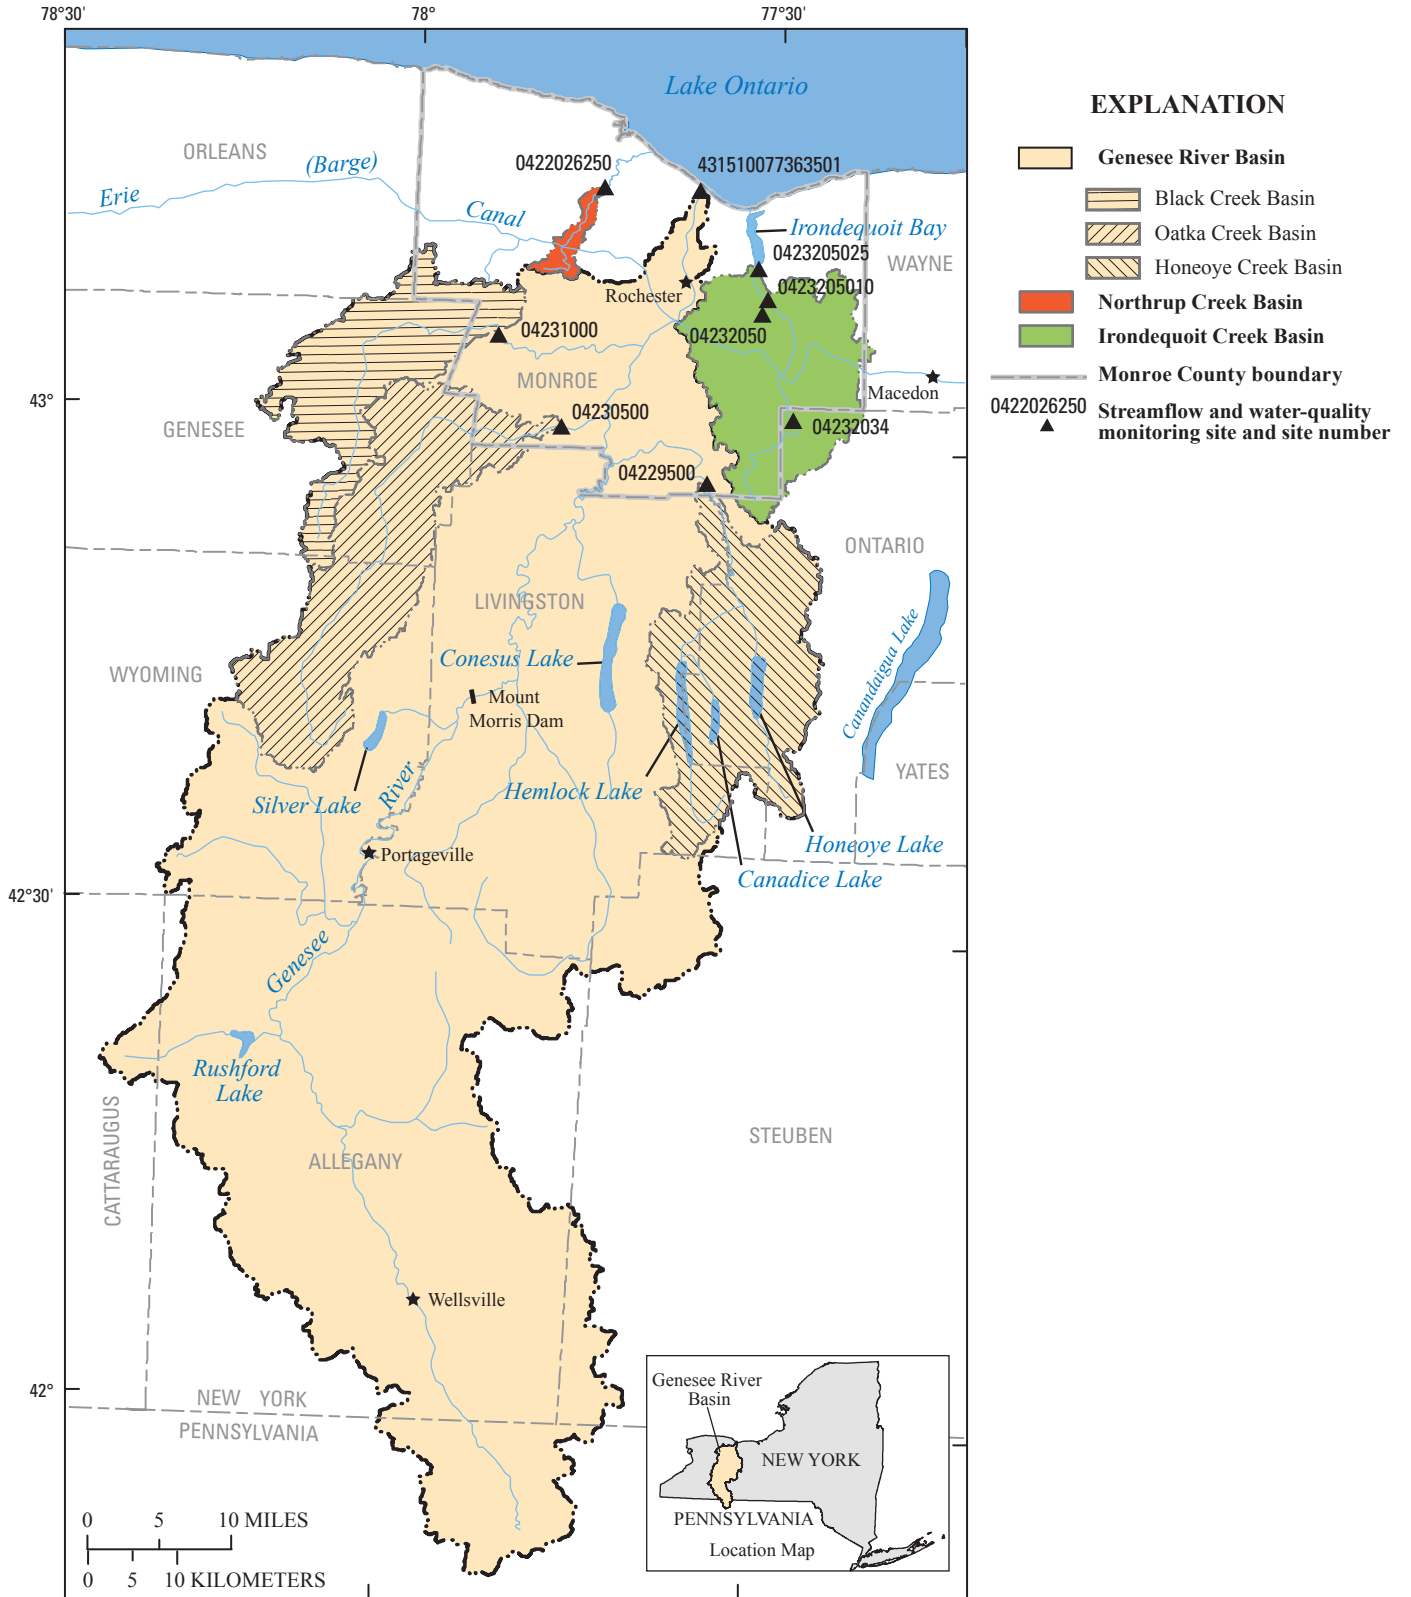 78°30'
78°
77°30'
Lake Ontario
EXPLANATION
Genesee River Basin
Black Creek Basin
Oatka Creek Basin
Honeoye Creek Basin
Northrup Creek Basin
Irondequoit Creek Basin
Monroe County boundary
0422026250
Streamflow and water-quality
monitoring site and site number
ORLEANS
(Barge)
Erie
Canal
0422026250
431510077363501
Irondequoit Bay
0423205025
WAYNE
0423205010
Rochester
04231000
04232050
MONROE
Macedon
43°
04230500
GENESEE
04232034
04229500
ONTARIO
LIVINGSTON
Conesus Lake
WYOMING
Canandaigua Lake
Mount
Morris Dam
River
Silver Lake
Hemlock Lake
YATES
Honeoye Lake
Portageville
Canadice Lake
42°30'
Genesee
Rushford
Lake
CATTARAUGUS
STEUBEN
ALLEGANY
Wellsville
42°
NEW YORK
PENNSYLVANIA
Genesee River
Basin
NEW YORK
PENNSYLVANIA
Location Map
0 5 10 MILES
0 5 10 KILOMETERS